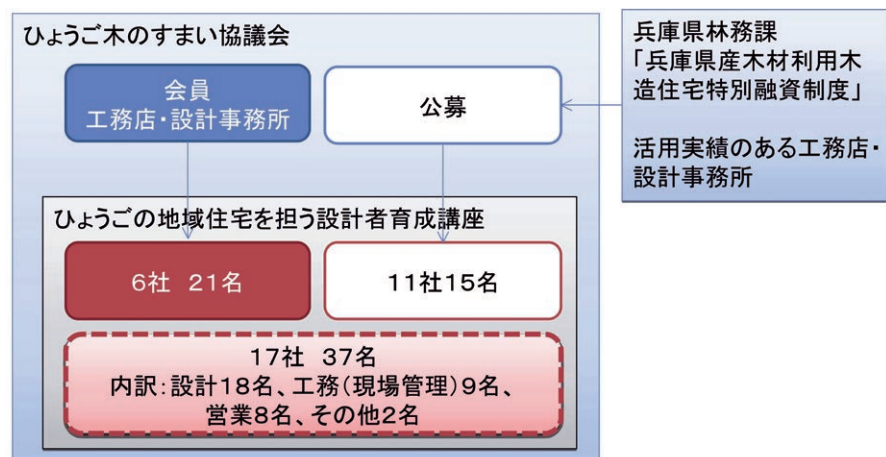 ひょうご木のすまい協議会
会員
工務店・設計事務所
公募
兵庫県林務課
「兵庫県産木材利用木
造住宅特別融資制度」
活用実績のある工務店・
設計事務所
ひょうごの地域住宅を担う設計者育成講座
6社 21名
11社15名
17社 37名
内訳:設計18名、工務(現場管理)9名、
営業8名、その他2名